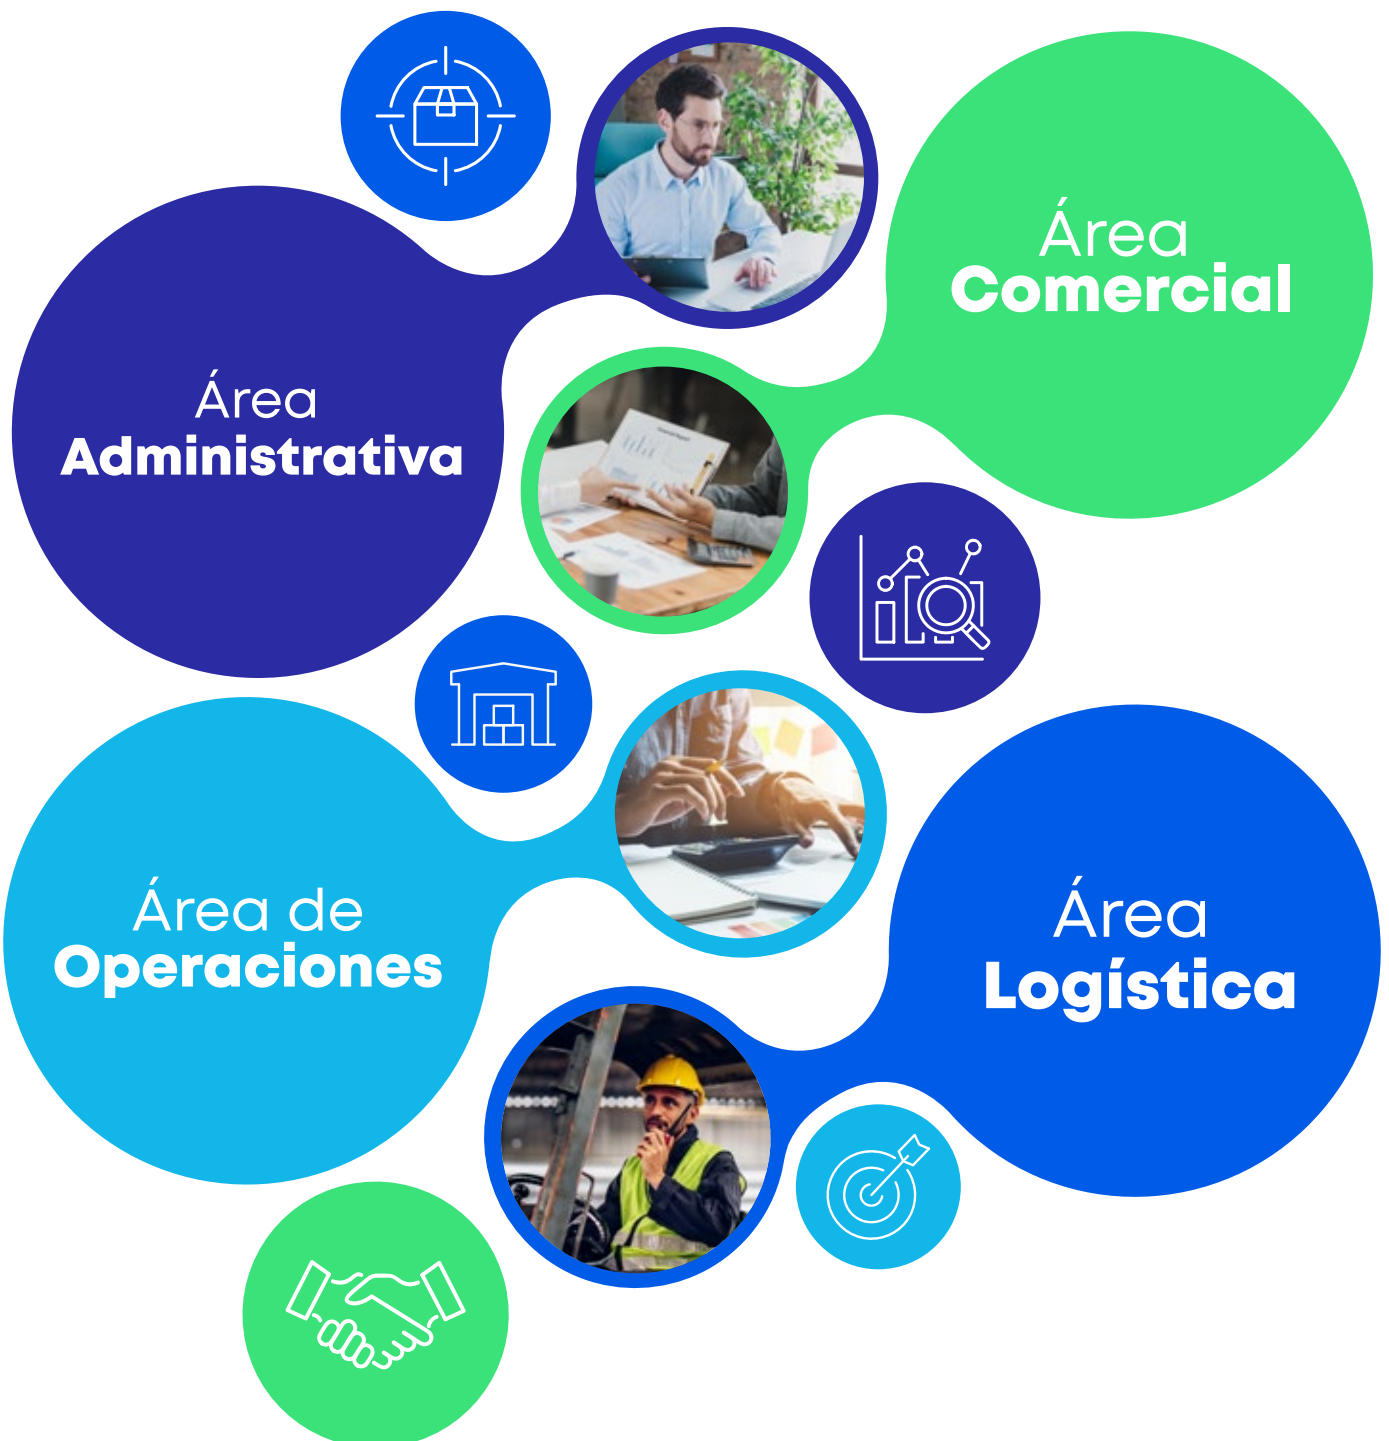 Área
Comercial
Área
Administrativa
Área de
Operaciones
Área
Logística